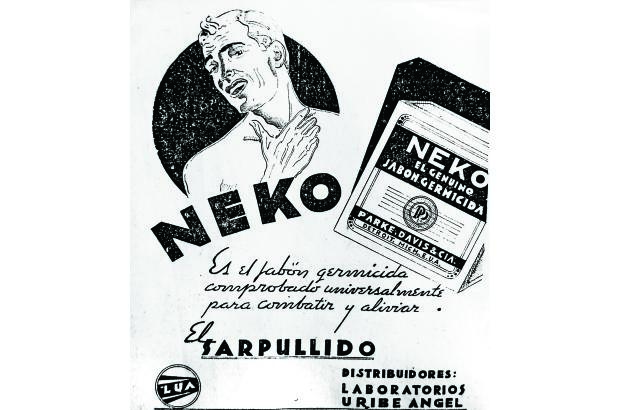 NEKO
NEKO
EL GENUINO
JABON GERMICIDA
PD
PARKE, DAVIS & CIA.
DETROIT, MICH. E.U.A.
Es el jabón germicida
comprobado universalmente
para combatir y aliviar.
El
SARPULLIDO
LUA
DISTRIBUIDORES:
LABORATORIOS
URIBE ANGEL